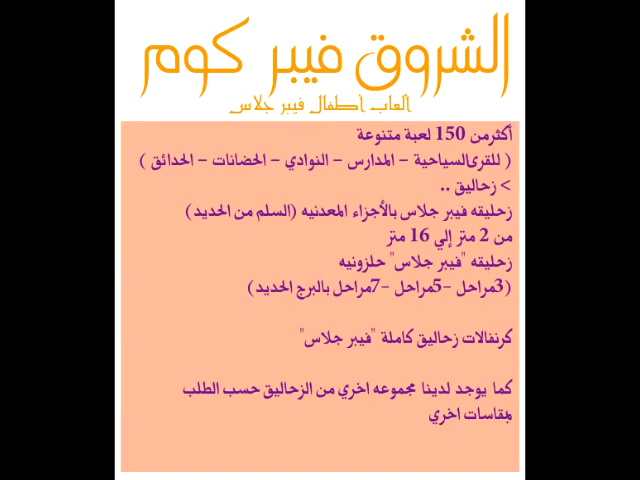 الشروق فيبر كوم
العاب اطفال فيبر جلاس
أكثرمن 150 لعبة متنوعة
( للقرىالسياحية – المدارس – النوادي – الحضانات – الحدائق )
> زحاليق ..
زحليقه فيبر جلاس بالأجزاء المعدنيه (السلم من الحديد)
من 2 متر إلي 16 متر
زحليقه "فيبر جلاس" حلزونيه
(3مراحل -5مراحل -7مراحل بالبرج الحديد)
كرنفالات زحاليق كاملة "فيبر جلاس"
كما يوجد لدينا مجموعه اخري من الزحاليق حسب الطلب
بمقاسات اخري